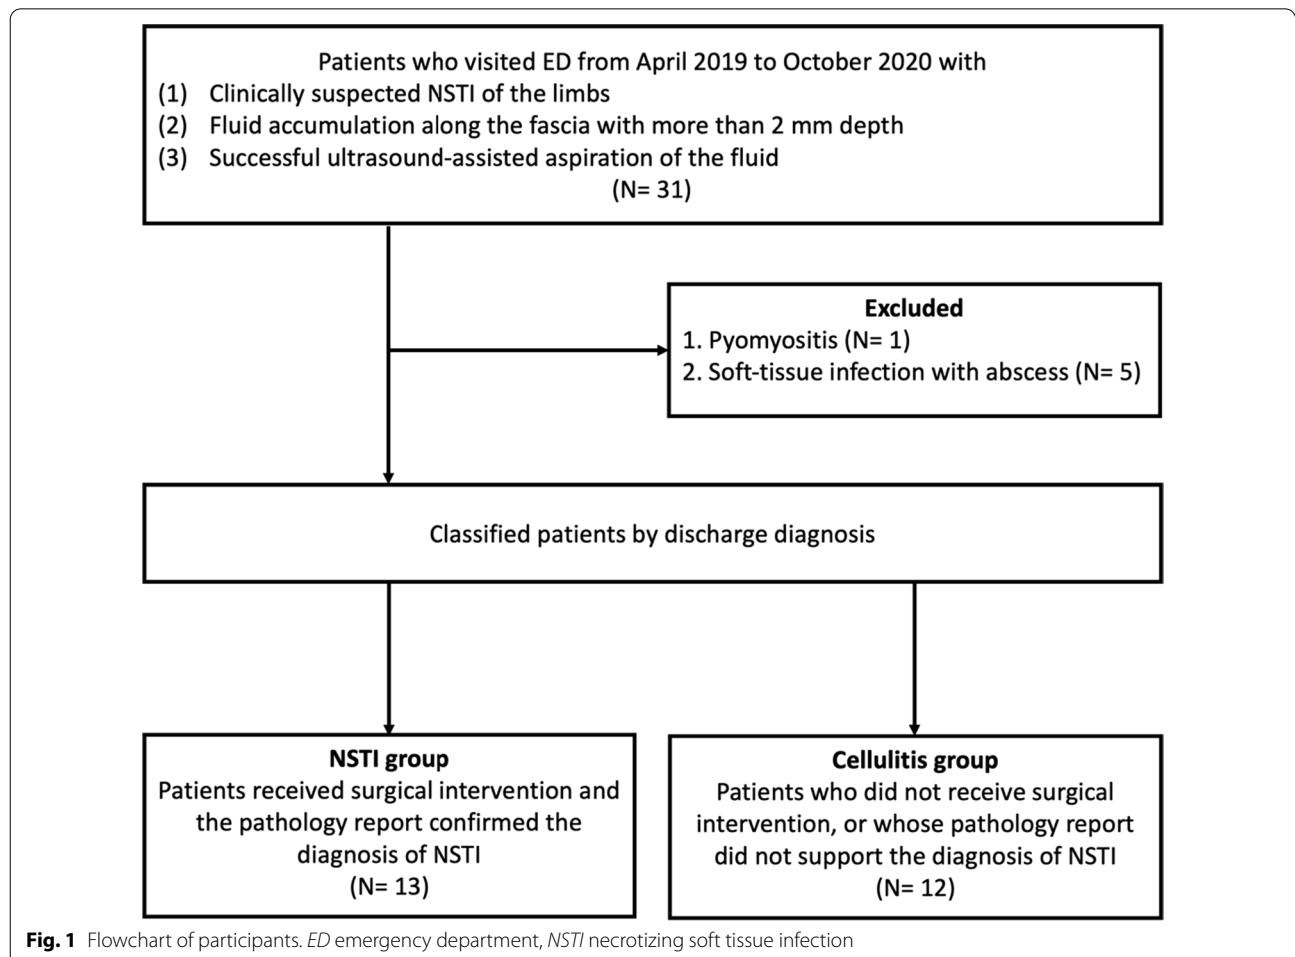 Patients who visited ED from April 2019 to October 2020 with
(1) Clinically suspected NSTI of the limbs
(2) Fluid accumulation along the fascia with more than 2 mm depth
(3) Successful ultrasound-assisted aspiration of the fluid
(N= 31)
Excluded
1. Pyomyositis (N= 1)
2. Soft-tissue infection with abscess (N= 5)
Classified patients by discharge diagnosis
NSTI group
Patients received surgical intervention and
the pathology report confirmed the
diagnosis of NSTI
(N= 13)
Cellulitis group
Patients who did not receive surgical
intervention, or whose pathology report
did not support the diagnosis of NSTI
(N= 12)
Fig. 1 Flowchart of participants. ED emergency department, NSTI necrotizing soft tissue infection